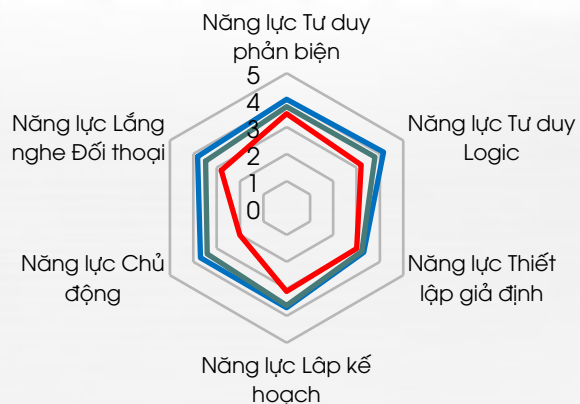 Năng lực Tư duy
phản biện
5
4
3
2
1
0
Năng lực Lắng
nghe Đối thoại
Năng lực Tư duy
Logic
Năng lực Chủ
động
Năng lực Thiết
lập giả định
Năng lực Lâp kế
hoạch